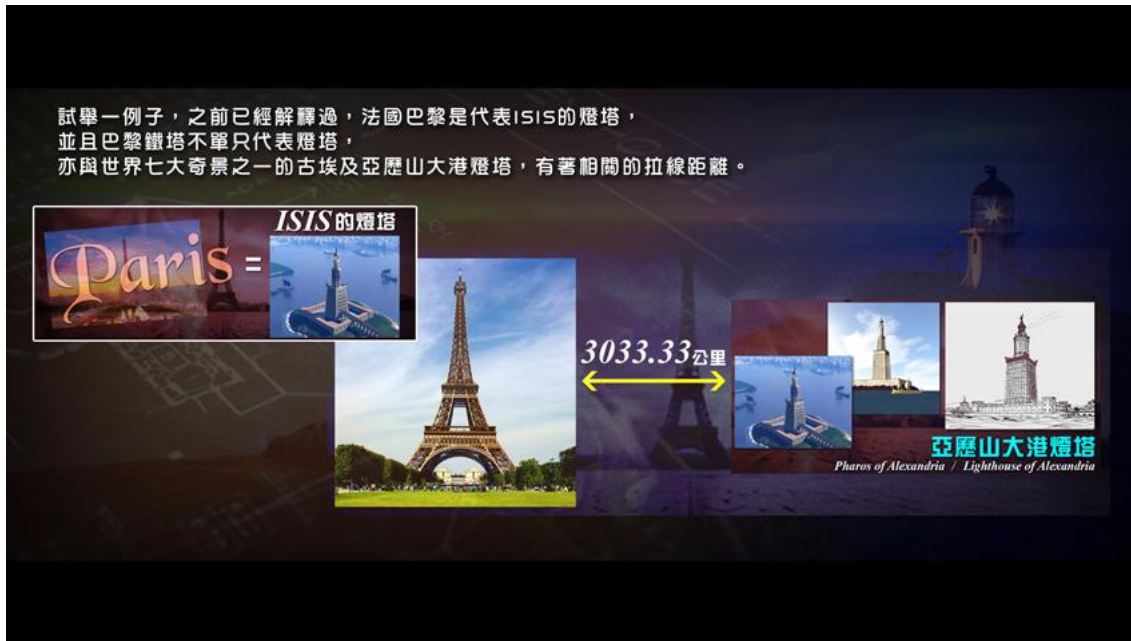 試舉一例子，之前已經解釋過，法國巴黎是代表ISIS的燈塔，
並且巴黎鐵塔不單只代表燈塔，
亦與世界七大奇景之一的古埃及亞歷山大港燈塔，有著相關的拉線距離。
ISIS的燈塔
Paris =
3033.33公里
亞歷山大港燈塔
Pharos of Alexandria / Lighthouse of Alexandria